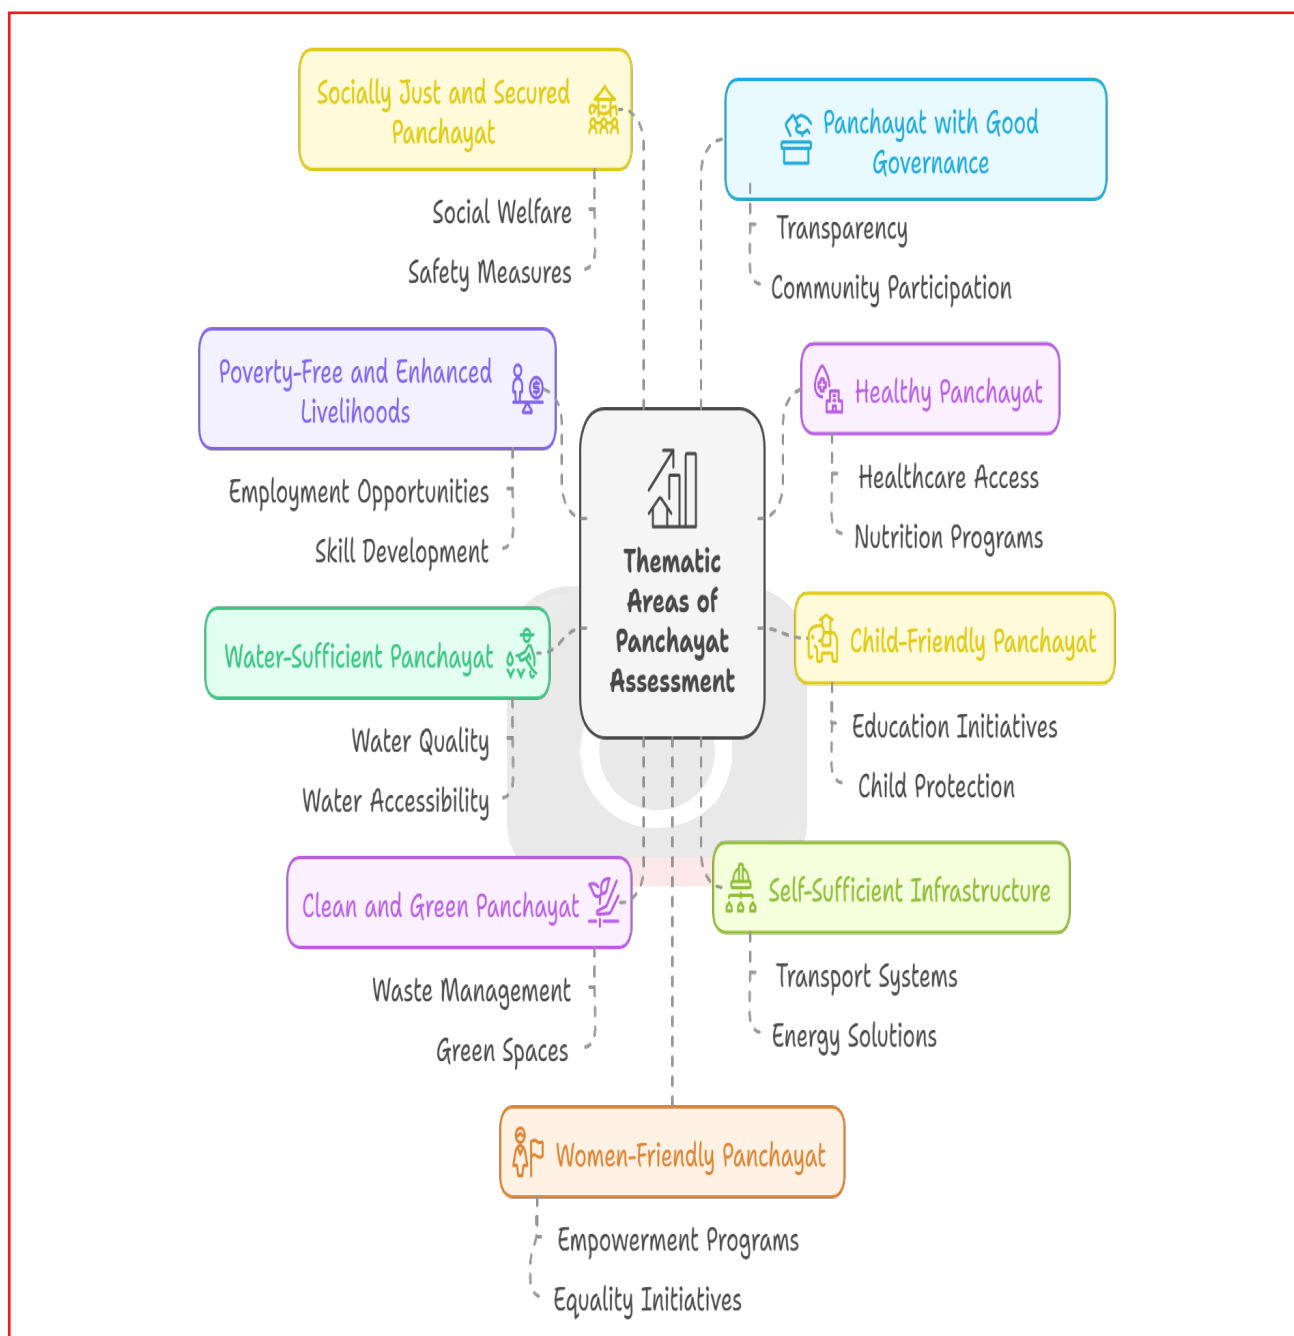 Socially Just and Secured
Panchayat
Social Welfare
Safety Measures
Panchayat with Good
Governance
Transparency
Community Participation
Poverty-Free and Enhanced
Livelihoods
Employment Opportunities
Skill Development
Healthy Panchayat
Healthcare Access
Nutrition Programs
Thematic
Areas of
Panchayat
Assessment
Water-Sufficient Panchayat
Water Quality
Water Accessibility
Child-Friendly Panchayat
Education Initiatives
Child Protection
Clean and Green Panchayat
Waste Management
Green Spaces
Self-Sufficient Infrastructure
Transport Systems
Energy Solutions
Women-Friendly Panchayat
Empowerment Programs
Equality Initiatives